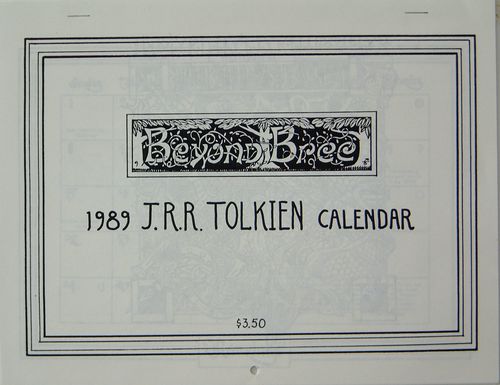 Beyond Bree
1989 J.R.R. TOLKIEN CALENDAR
$3.50